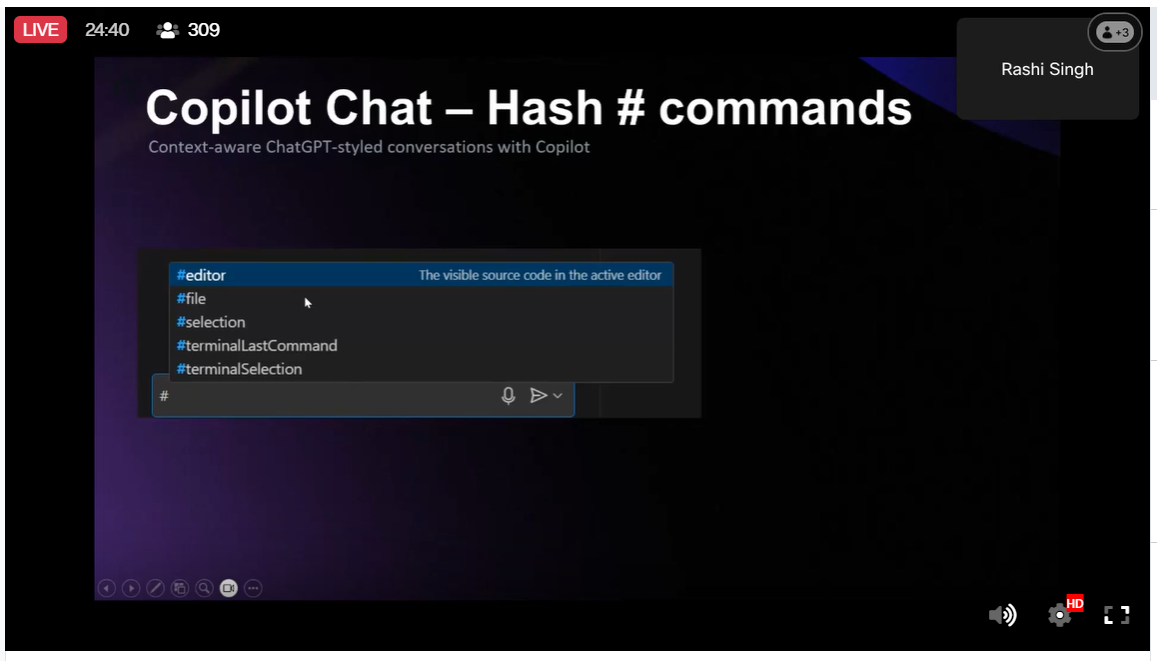 LIVE 24:40 309
+3
Rashi Singh
Copilot Chat – Hash # commands
Context-aware ChatGPT-styled conversations with Copilot
#editor The visible source code in the active editor
#file
#selection
#terminalLastCommand
#terminalSelection
#
HD